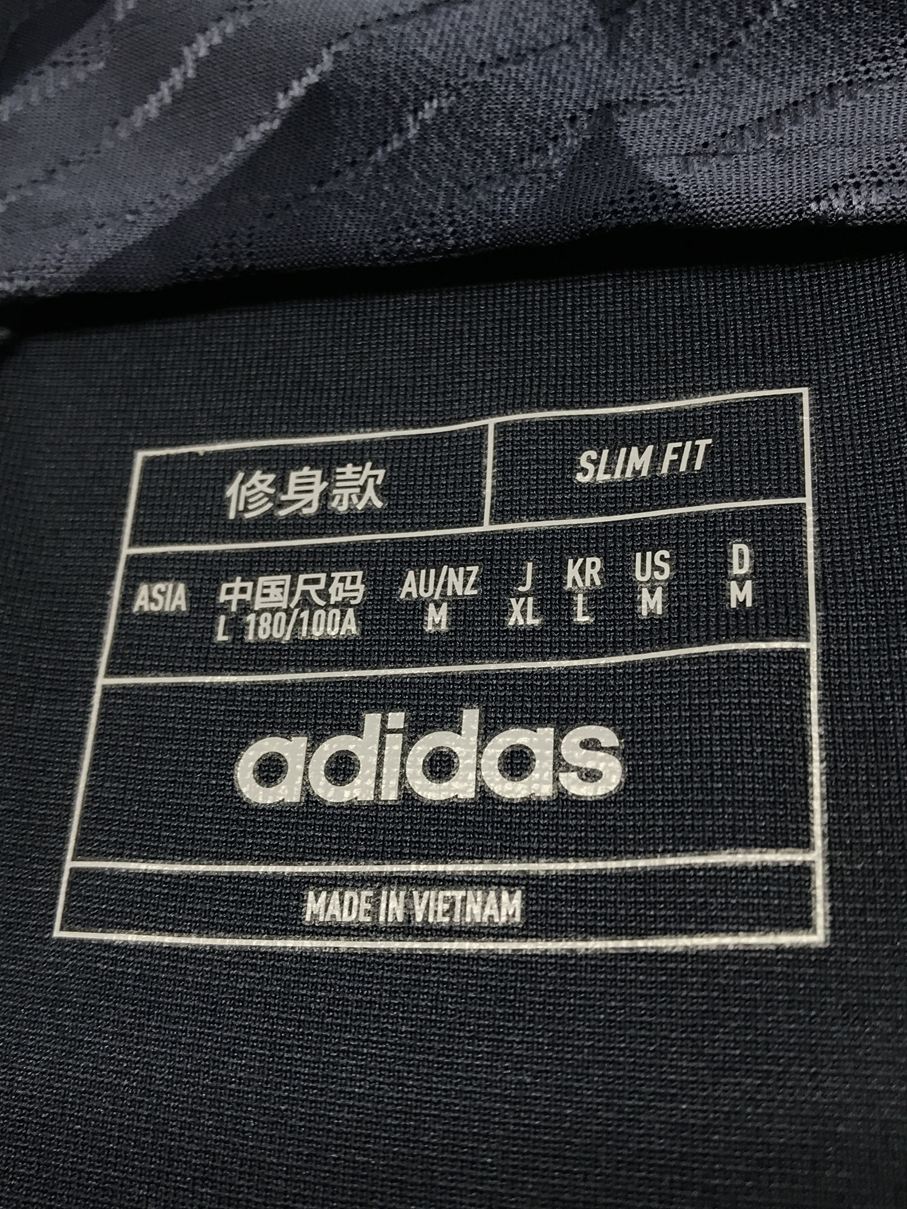 修身款 SLIM FIT
ASIA 中国尺码 AU/NZ J KR US D
L 180/100A M XL L M M
adidas
MADE IN VIETNAM